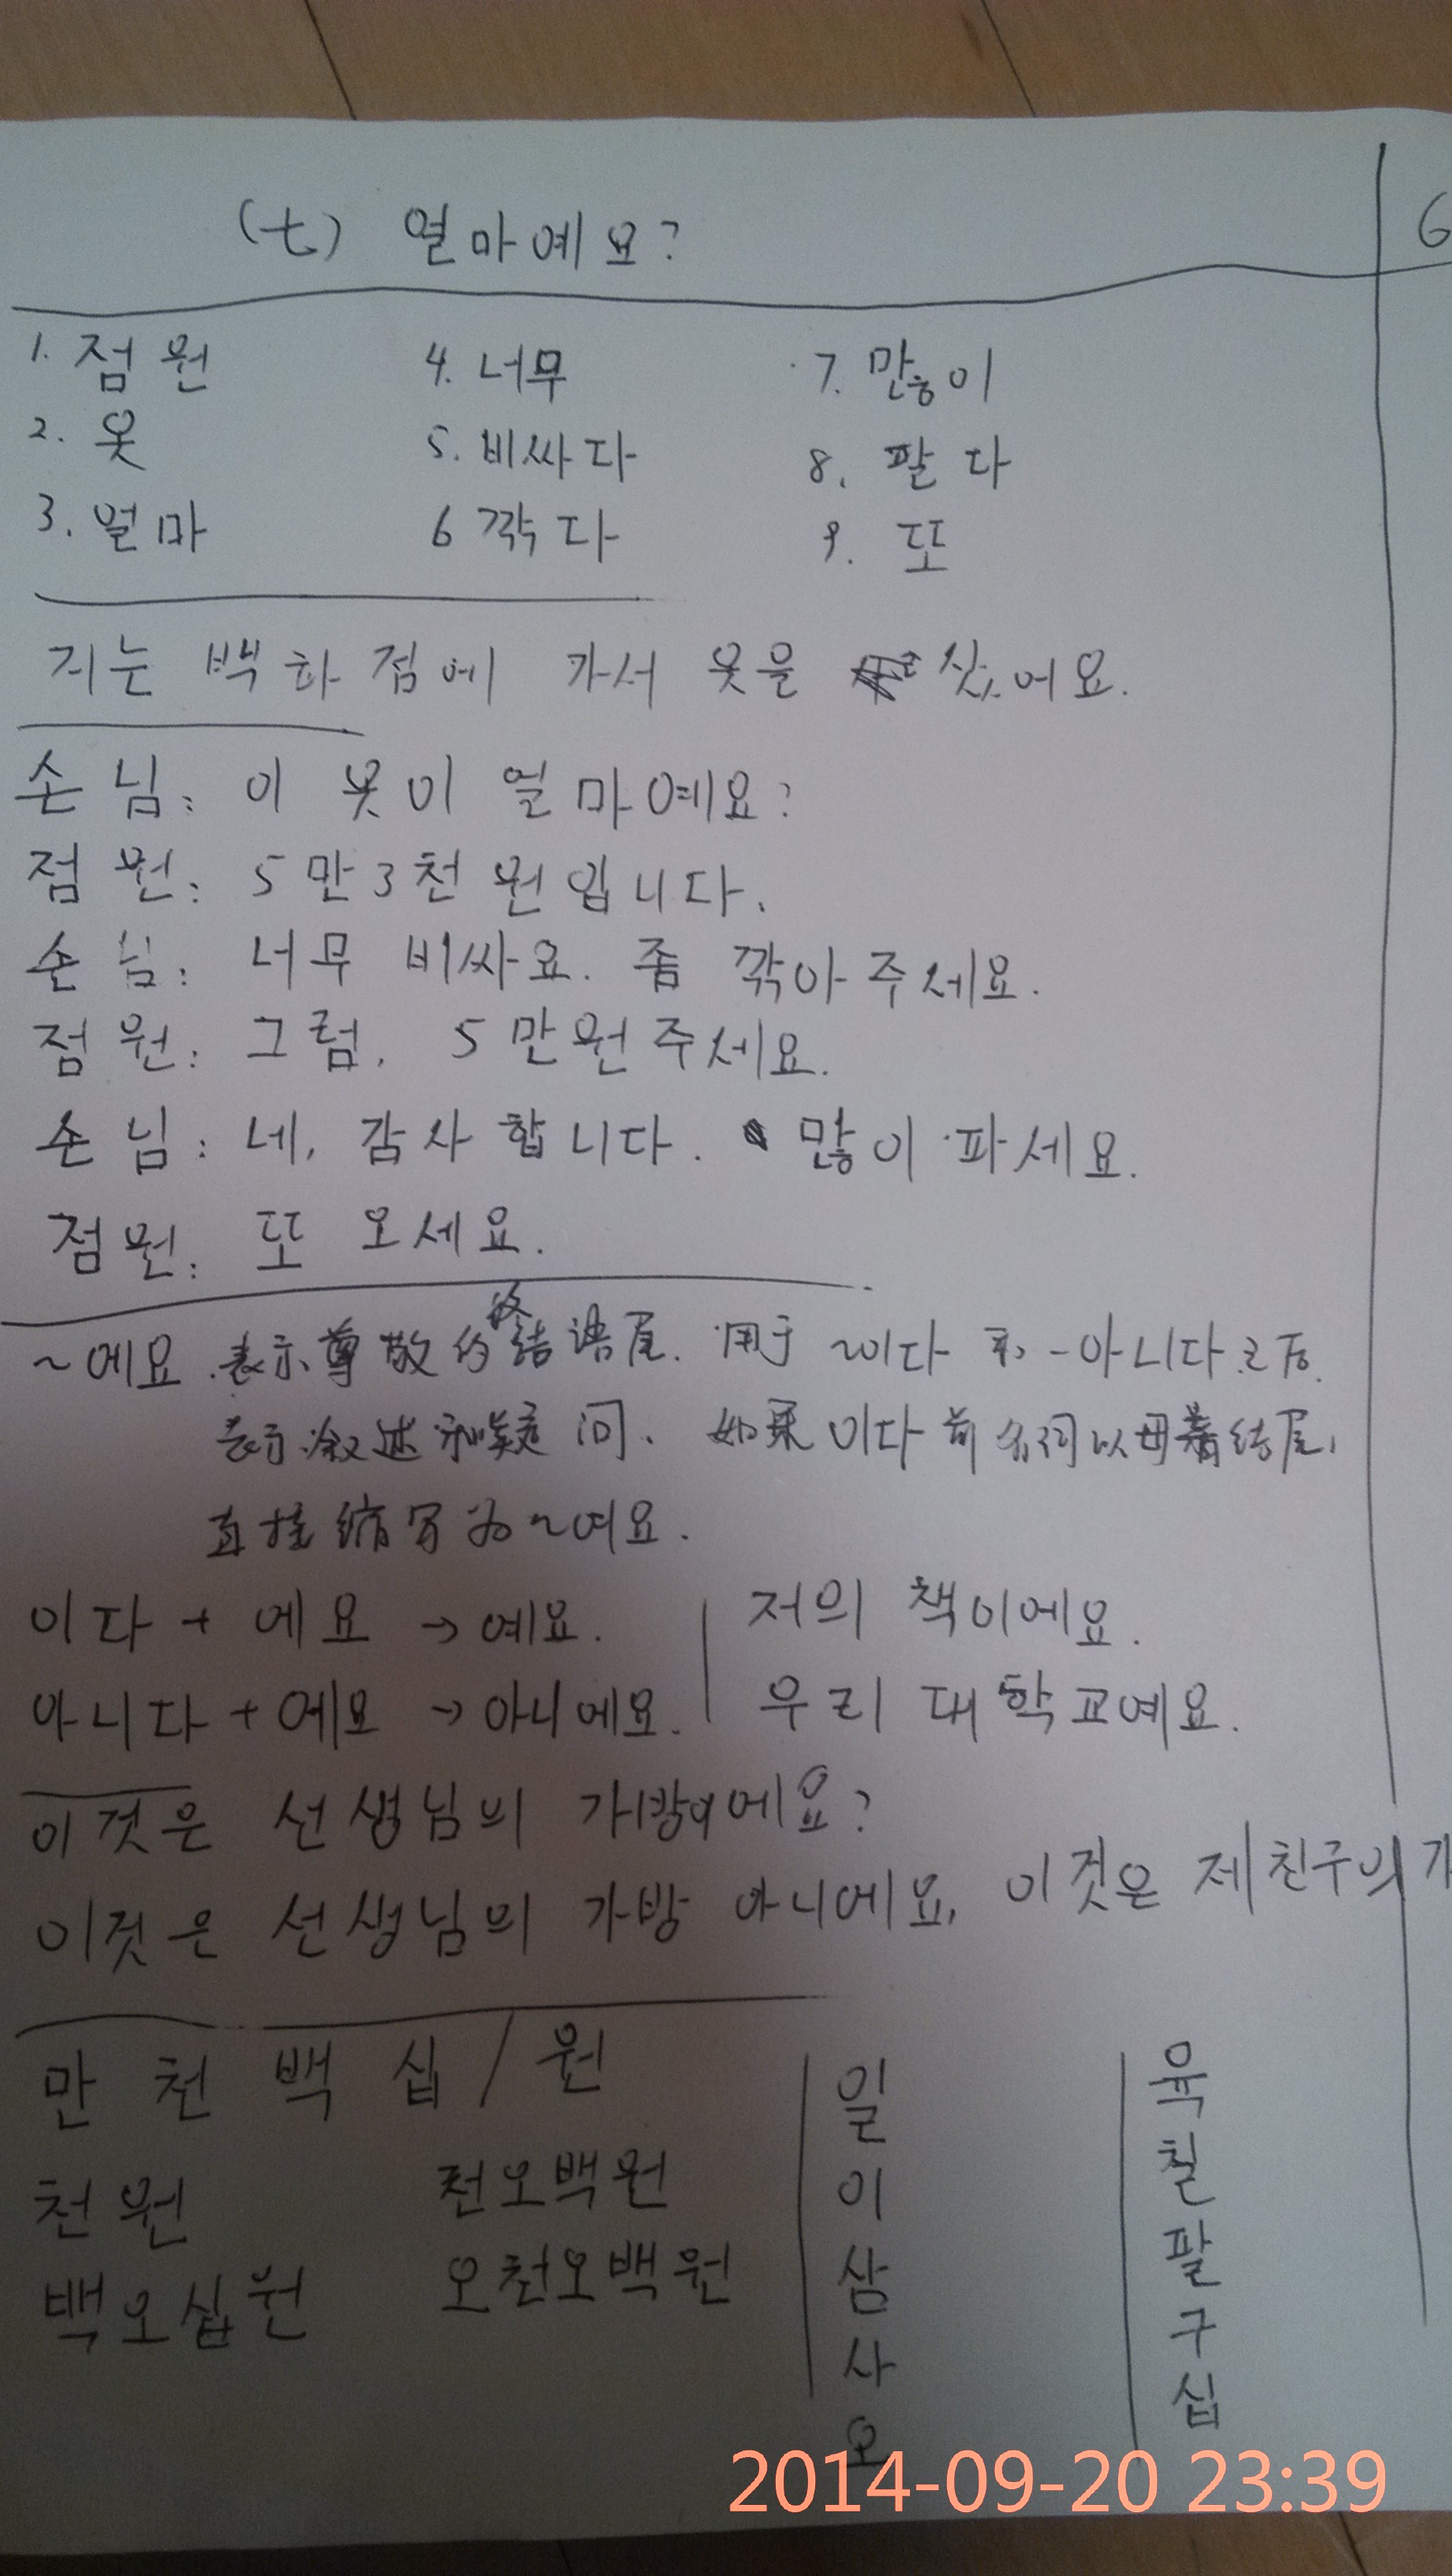 (七) 얼마예요?
6
1. 점원 4. 너무 7. 많이
2. 옷 5. 비싸다 8. 팔다
3. 얼마 6 깎다 9. 또
지는 백화점에 가서 옷을 샀어요.
손님: 이 옷이 얼마예요?
점원: 5만3천원입니다.
손님: 너무 비싸요. 좀 깎아주세요.
점원: 그럼, 5만원주세요.
손님: 네, 감사합니다. 많이 파세요.
점원: 또 오세요.
~에요. 表示尊敬的终结语尾. 用于 ~이다 和 -아니다之后.
表示叙述和疑问. 如果 이다 前名词以母音结尾,
直接缩写为~예요.
이다 + 에요 → 예요. | 저의 책이에요.
아니다 + 에요 → 아니에요. | 우리 대학교예요.
이것은 선생님의 가방이에요?
이것은 선생님의 가방 아니에요, 이것은 제친구의 가
만 천 백 십 / 원
천원 천오백원
백오십원 오천오백원
일
이
삼
사
오
육
칠
팔
구
십
2014-09-20 23:39